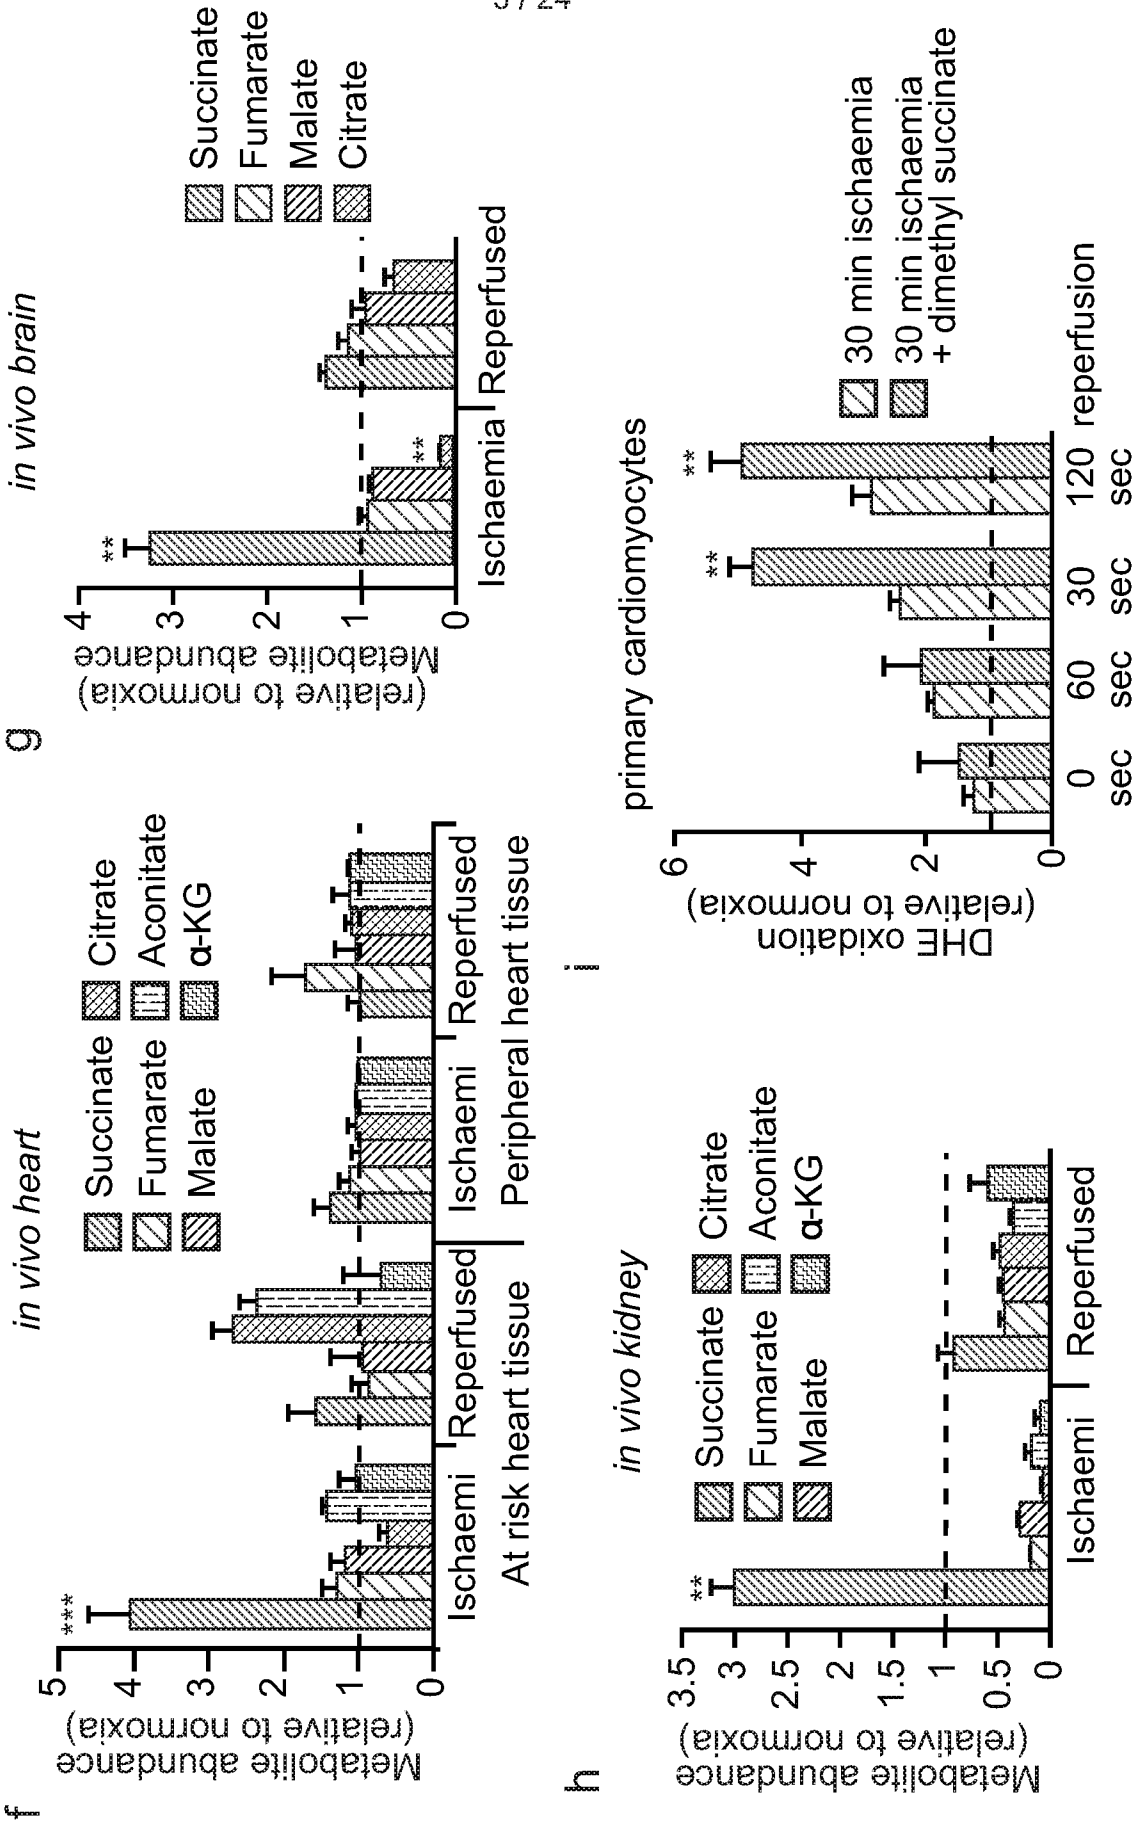 3 / 24
f
in vivo heart
Succinate
Fumarate
Malate
Citrate
Aconitate
α-KG
Metabolite abundance
(relative to normoxia)
5
4
3
2
1
0
***
Ischaemi
Reperfused
Ischaemi
Reperfused
At risk heart tissue
Peripheral heart tissue
g
in vivo brain
Succinate
Fumarate
Malate
Citrate
Metabolite abundance
(relative to normoxia)
4
3
2
1
0
**
**
Ischaemia
Reperfused
h
in vivo kidney
Succinate
Fumarate
Malate
Citrate
Aconitate
α-KG
Metabolite abundance
(relative to normoxia)
3.5
3
2.5
2
1.5
1
0.5
0
**
Ischaemi
Reperfused
i
primary cardiomyocytes
30 min ischaemia
30 min ischaemia
+ dimethyl succinate
DHE oxidation
(relative to normoxia)
6
4
2
0
**
**
0
60
30
120
reperfusion
sec
sec
sec
sec